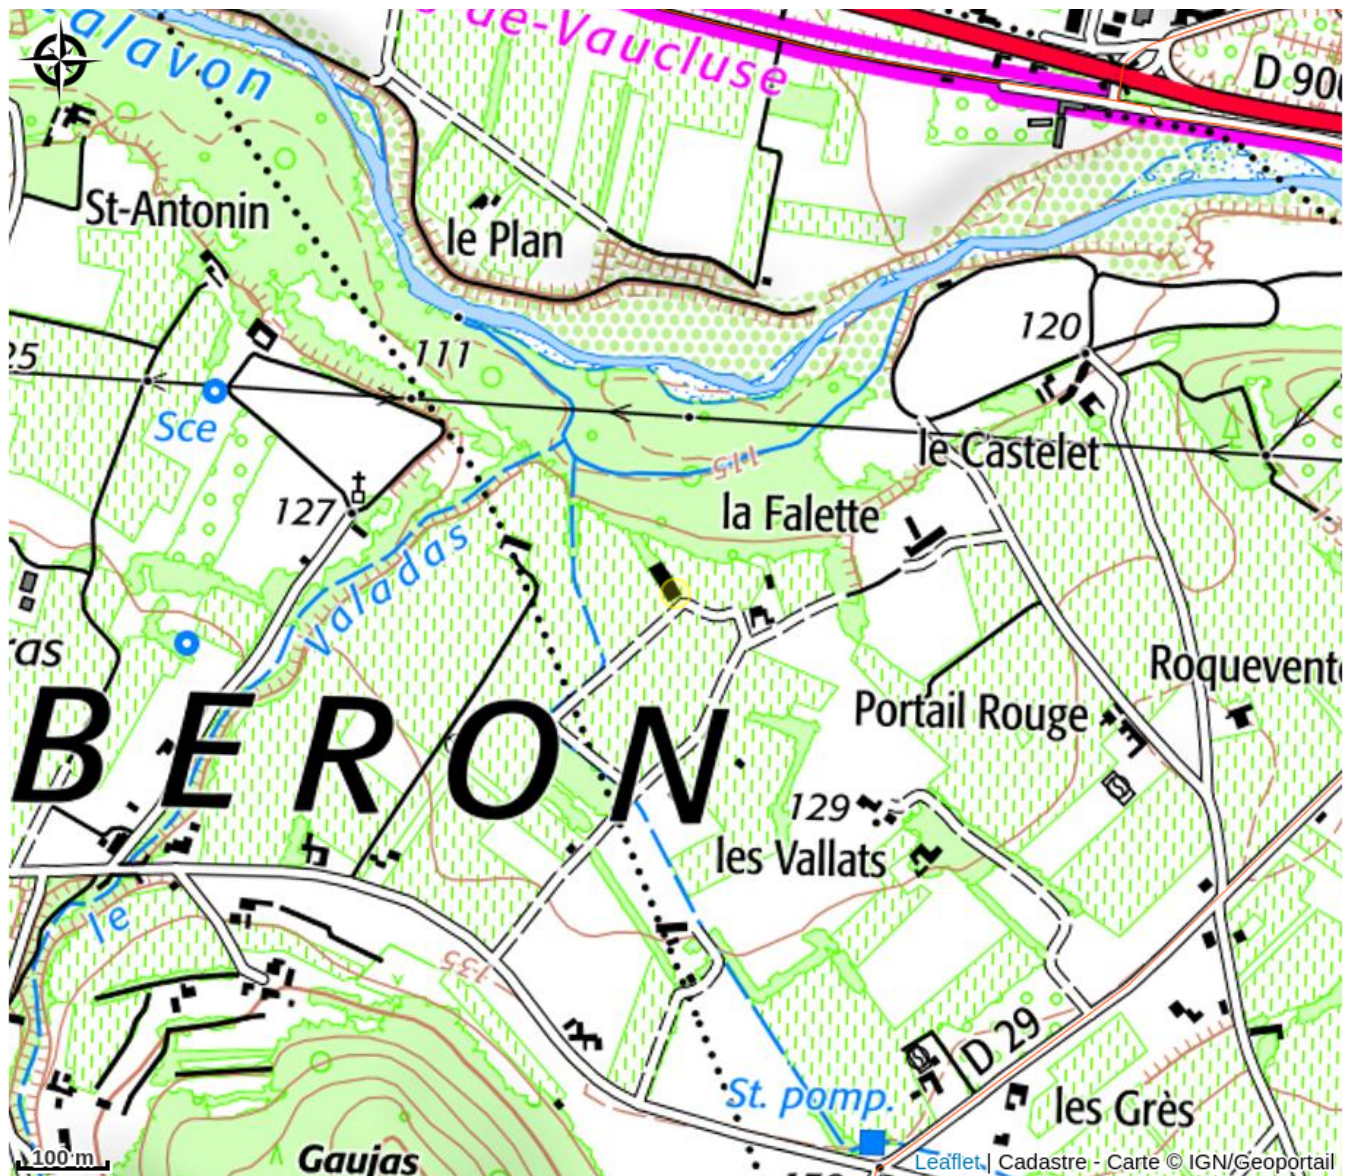 alavon
de-Vaucluse
D 900
St-Antonin
le Plan
120
111
25
Sce
le Castelet
115
127
la Falette
Valadas
ras
Roquevent
Portail Rouge
BERON
129
les Vallats
le
135
D 29
St. pomp.
les Grès
Gaujas
100 m
Leaflet | Cadastre - Carte © IGN/Geoportail